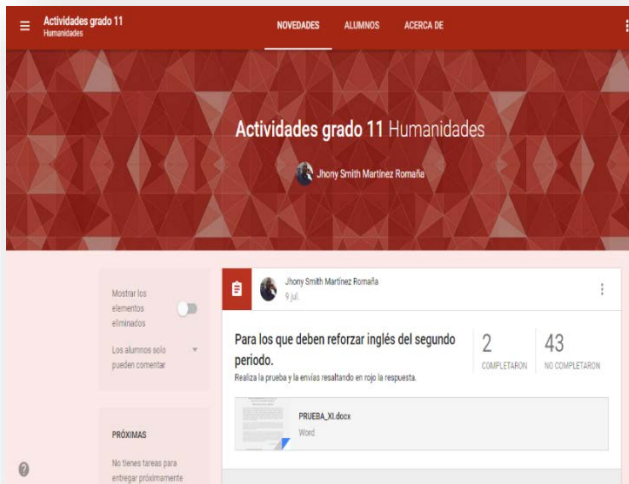 Actividades grado 11
Humanidades
NOVEDADES ALUMNOS ACERCA DE
Actividades grado 11 Humanidades
Jhony Smith Martínez Romaña
Mostrar los
elementos
eliminados
Los alumnos solo
pueden comentar
PRÓXIMAS
No tienes tareas para
entregar próximamente
Jhony Smith Martínez Romaña
9 jul.
Para los que deben reforzar inglés del segundo
periodo.
Realiza la prueba y la envías resaltando en rojo la respuesta.
2
COMPLETARON
43
NO COMPLETARON
PRUEBA_XI.docx
Word